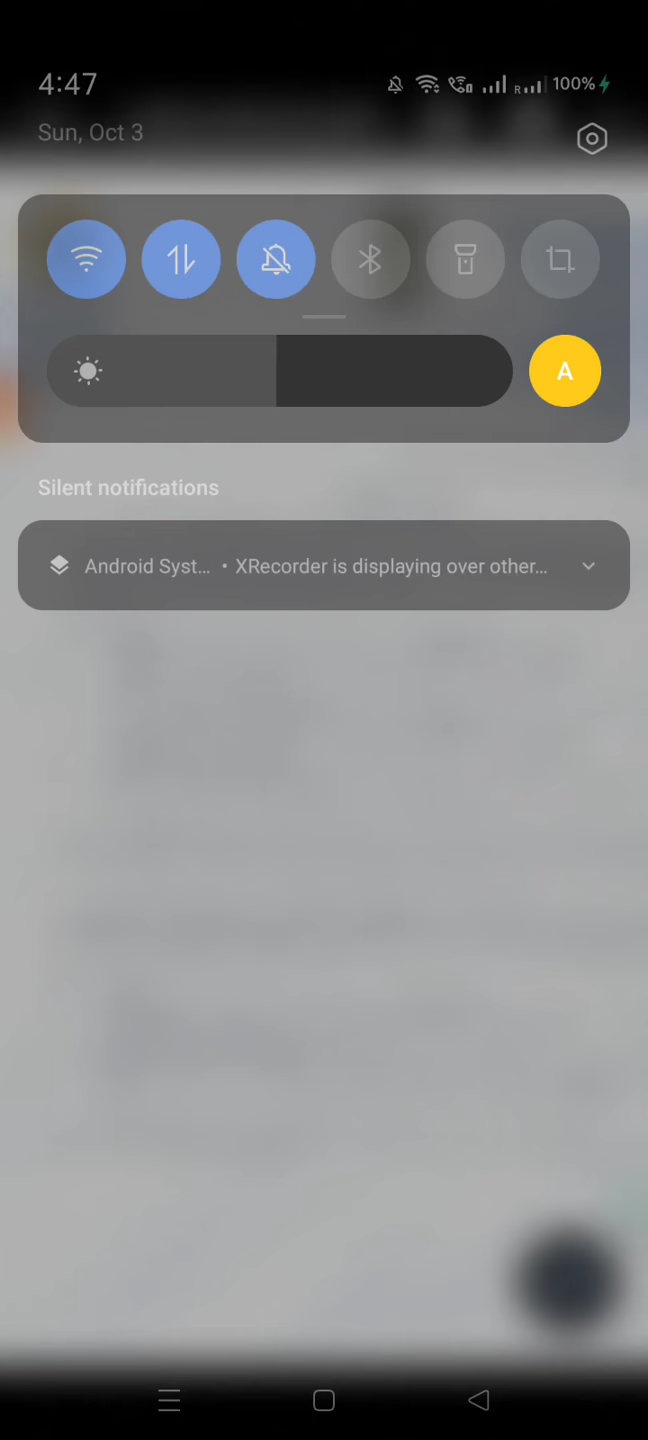 4:47
R
100%
Sun, Oct 3
A
Silent notifications
Android Syst... • XRecorder is displaying over other...